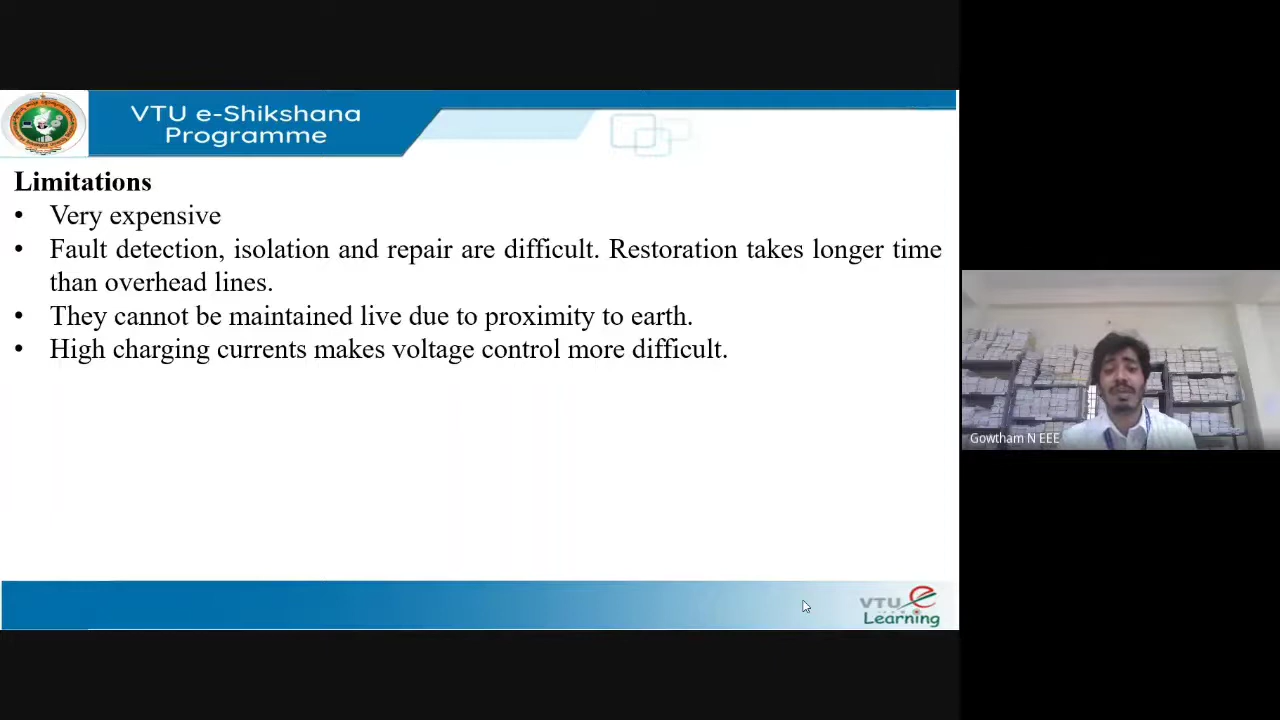 VTU e-Shikshana
Programme
Limitations
• Very expensive
• Fault detection, isolation and repair are difficult. Restoration takes longer time
than overhead lines.
• They cannot be maintained live due to proximity to earth.
• High charging currents makes voltage control more difficult.
Gowtham N EEE
VTU e
Learning